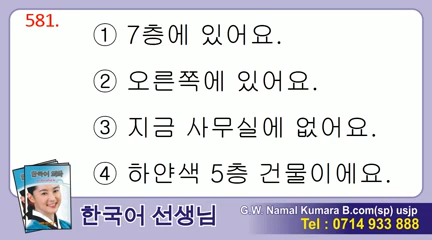 581.
① 7층에 있어요.
② 오른쪽에 있어요.
③ 지금 사무실에 없어요.
④ 하얀색 5층 건물이에요.
한국어 선생님
G.W. Namal Kumara B.com(sp) usjp
Tel : 0714 933 888